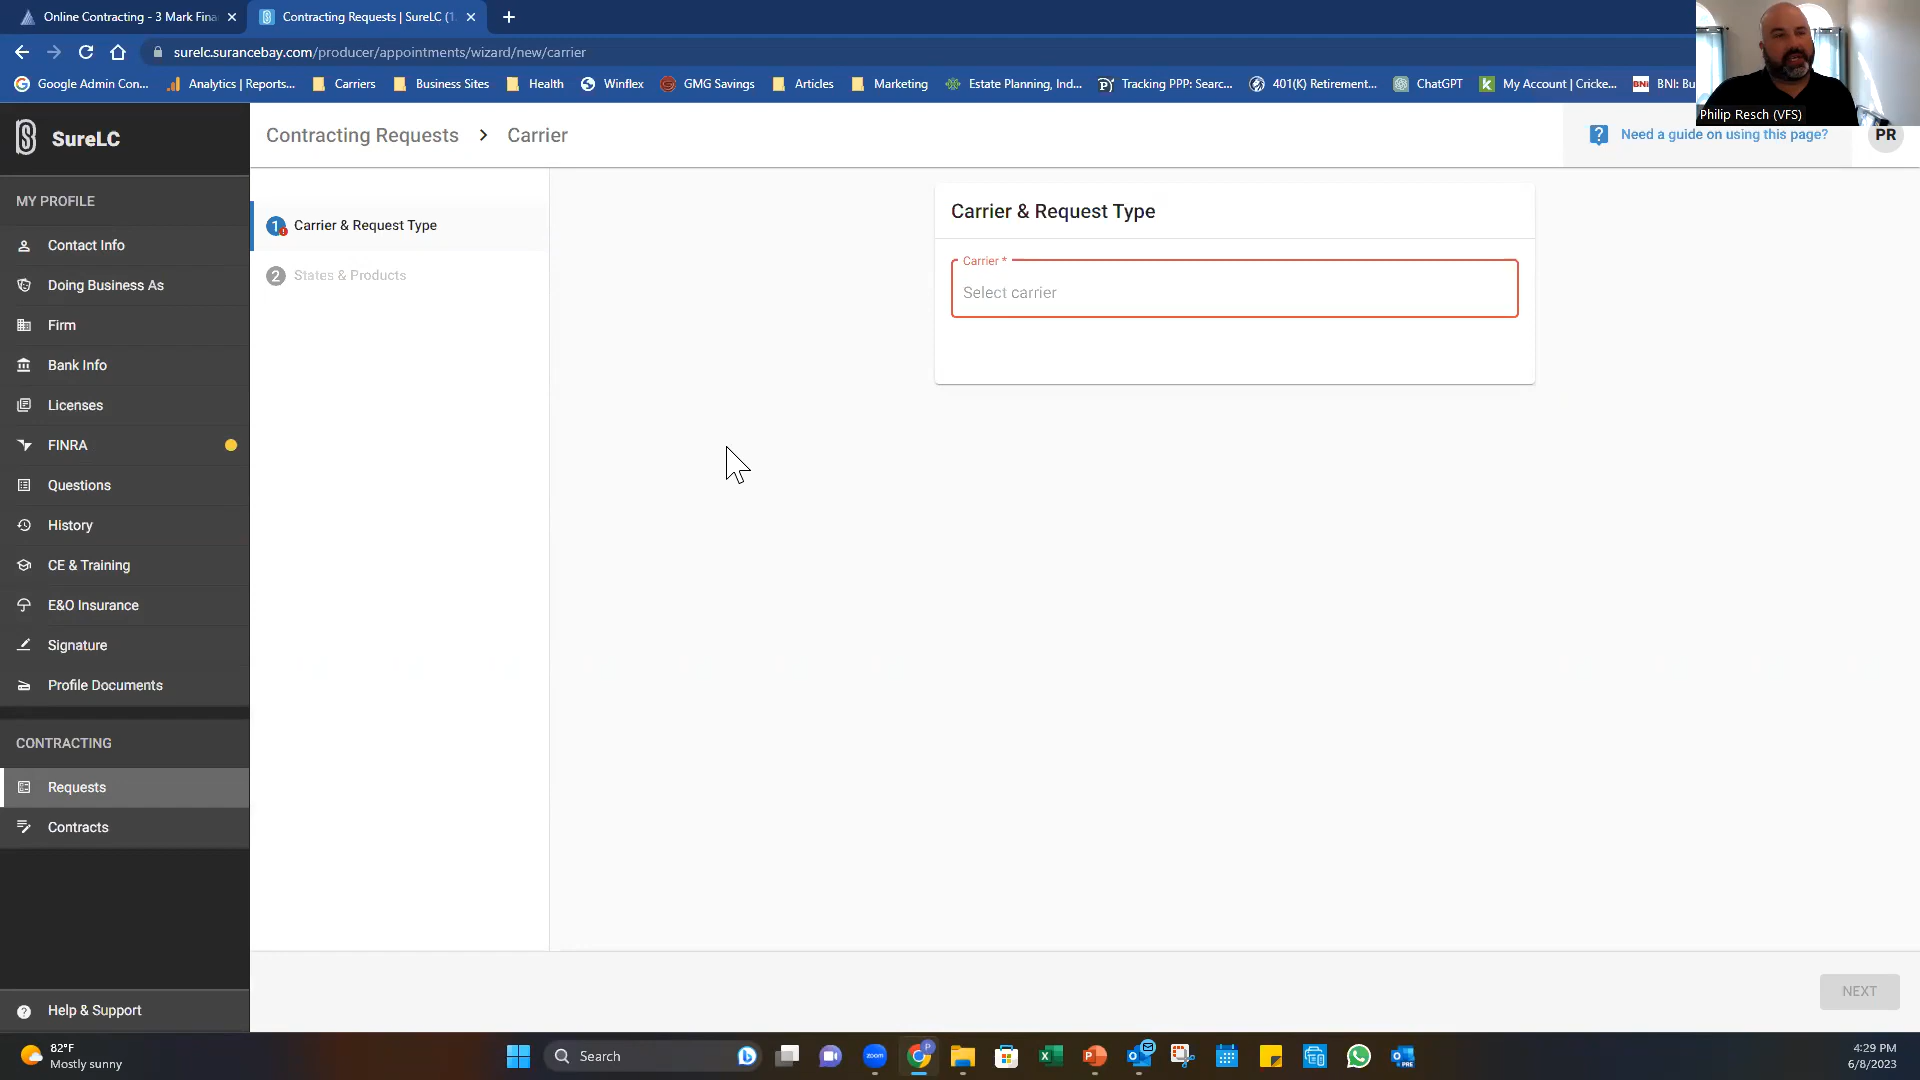 Online Contracting - 3 Mark Fina
Contracting Requests | SureLC (1
surelc.surancebay.com/producer/appointments/wizard/new/carrier
Google Admin Con...
Analytics | Reports...
Carriers
Business Sites
Health
Winflex
GMG Savings
Articles
Marketing
Estate Planning, Ind...
Tracking PPP: Searc...
401(K) Retirement...
ChatGPT
My Account | Cricke...
BNI: Bu
Philip Resch (VFS)
SureLC
Contracting Requests > Carrier
Need a guide on using this page?
PR
MY PROFILE
Contact Info
Doing Business As
Firm
Bank Info
Licenses
FINRA
Questions
History
CE & Training
E&O Insurance
Signature
Profile Documents
CONTRACTING
Requests
Contracts
Help & Support
1 Carrier & Request Type
2 States & Products
Carrier & Request Type
Carrier *
Select carrier
NEXT
82°F
Mostly sunny
Search
zoom
PRE
4:29 PM
6/8/2023